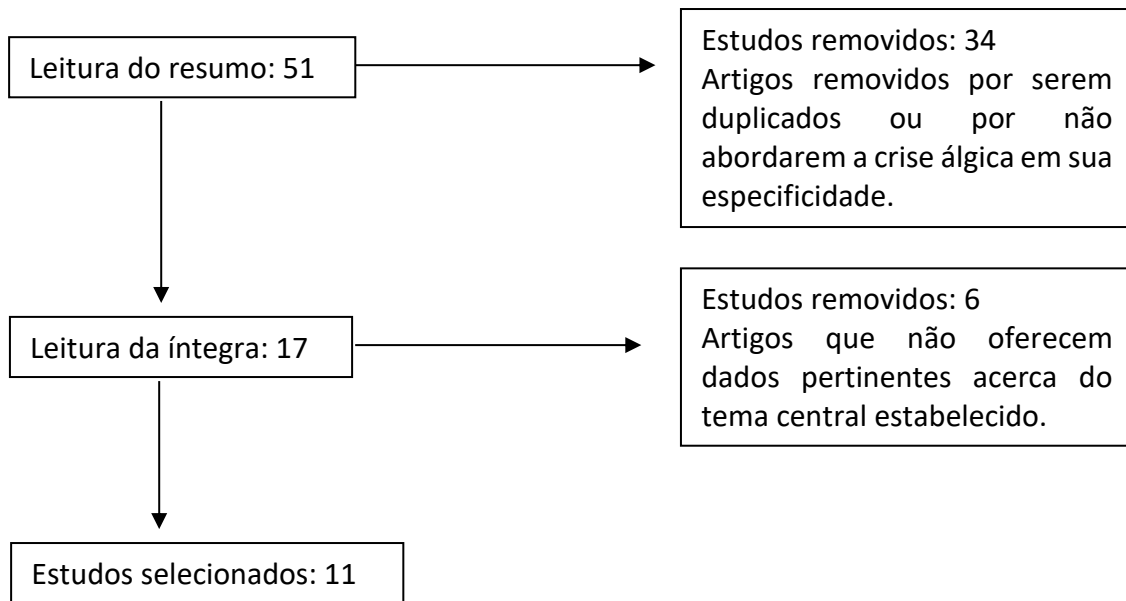 Leitura do resumo: 51
Estudos removidos: 34
Artigos removidos por serem
duplicados ou por não
abordarem a crise álgica em sua
especificidade.
Leitura da íntegra: 17
Estudos removidos: 6
Artigos que não oferecem
dados pertinentes acerca do
tema central estabelecido.
Estudos selecionados: 11